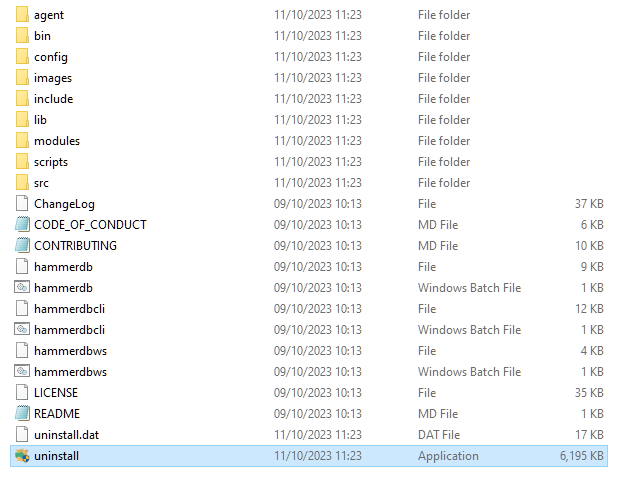 agent 11/10/2023 11:23 File folder
bin 11/10/2023 11:23 File folder
config 11/10/2023 11:23 File folder
images 11/10/2023 11:23 File folder
include 11/10/2023 11:23 File folder
lib 11/10/2023 11:23 File folder
modules 11/10/2023 11:23 File folder
scripts 11/10/2023 11:23 File folder
src 11/10/2023 11:23 File folder
ChangeLog 09/10/2023 10:13 File 37 KB
CODE_OF_CONDUCT 09/10/2023 10:13 MD File 6 KB
CONTRIBUTING 09/10/2023 10:13 MD File 10 KB
hammerdb 09/10/2023 10:13 File 9 KB
hammerdb 09/10/2023 10:13 Windows Batch File 1 KB
hammerdbcli 09/10/2023 10:13 File 12 KB
hammerdbcli 09/10/2023 10:13 Windows Batch File 1 KB
hammerdbws 09/10/2023 10:13 File 4 KB
hammerdbws 09/10/2023 10:13 Windows Batch File 1 KB
LICENSE 09/10/2023 10:13 File 35 KB
README 09/10/2023 10:13 MD File 1 KB
uninstall.dat 11/10/2023 11:23 DAT File 17 KB
uninstall 11/10/2023 11:23 Application 6,195 KB